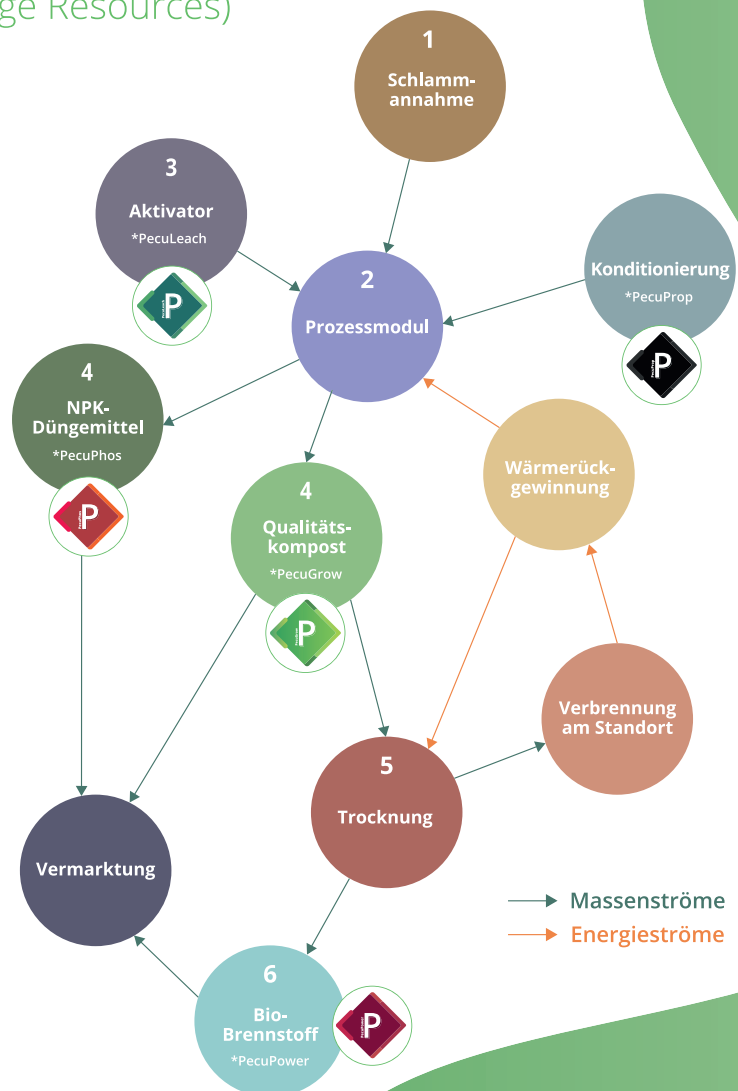 ge Resources)
1
Schlamm-
annahme
3
Aktivator
*PecuLeach
P
2
Prozessmodul
Konditionierung
*PecuProp
PecuProp
P
4
NPK-
Düngemittel
*PecuPhos
P
4
Qualitäts-
kompost
*PecuGrow
P
Wärmerück-
gewinnung
Verbrennung
am Standort
5
Trocknung
Vermarktung
Massenströme
Energieströme
6
Bio-
Brennstoff
*PecuPower
P